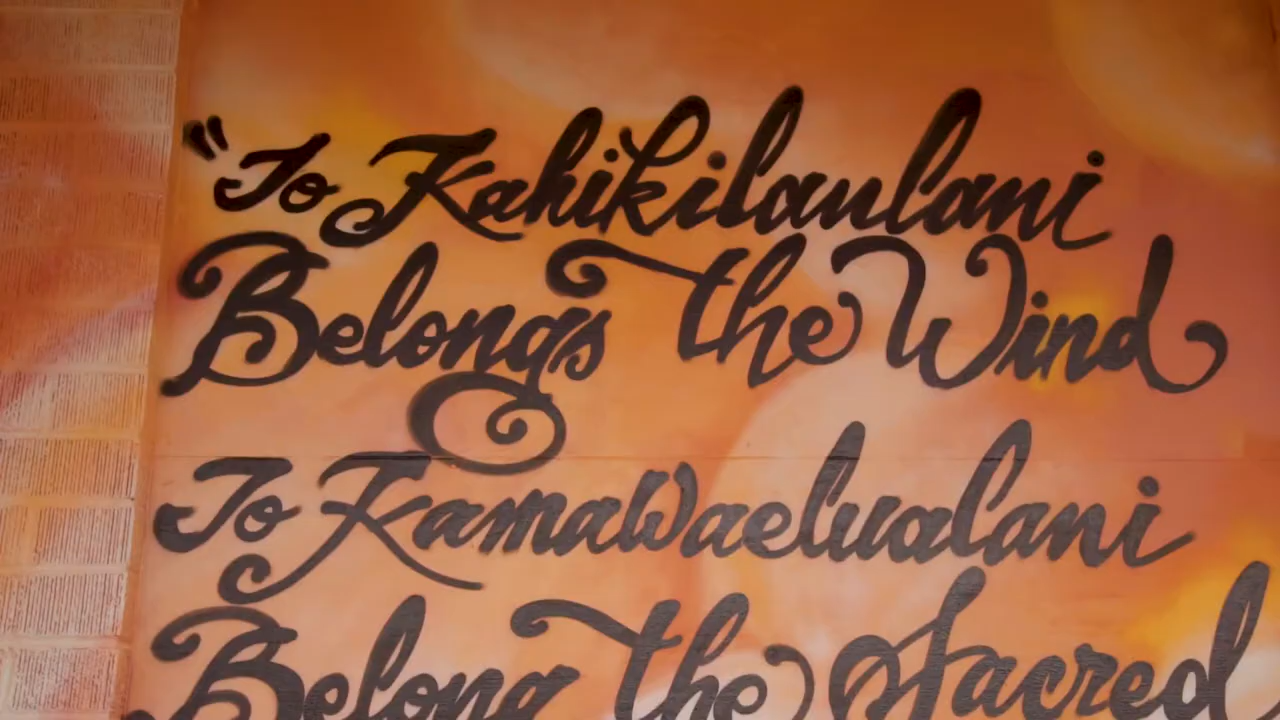 "To Kahikilaulani
Belongs the Wind
To Kamawaelualani
Belong the Sacred